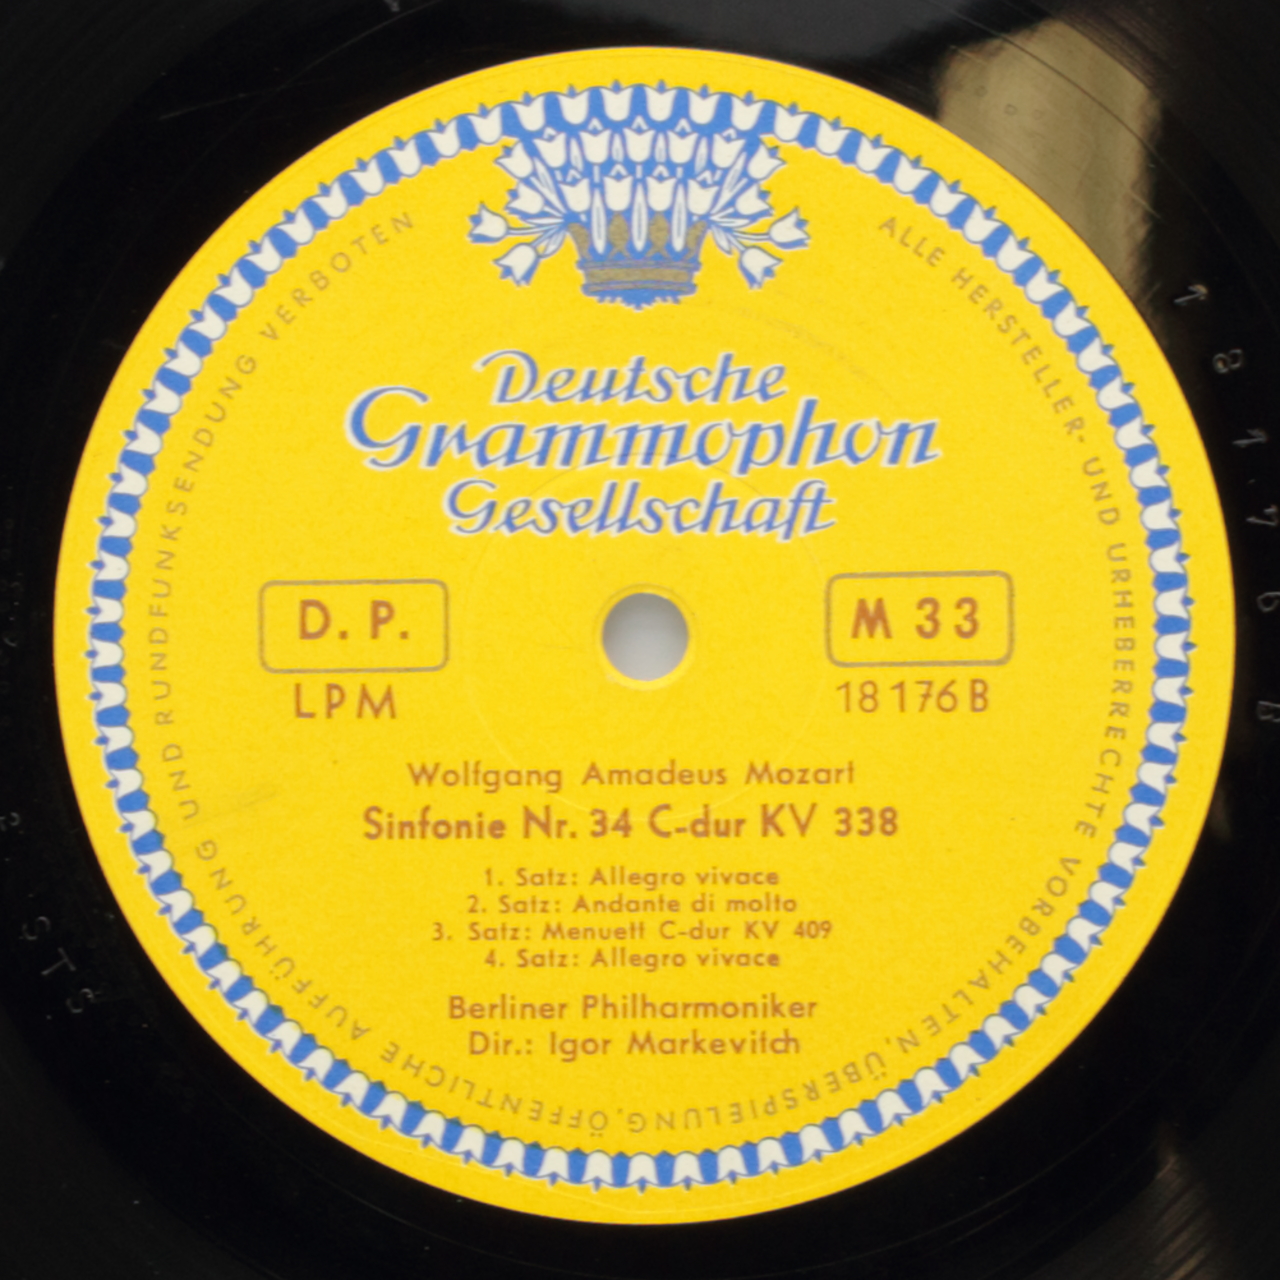 Deutsche
Grammophon
Gesellschaft
D. P.
M 33
LPM
18 176 B
Wolfgang Amadeus Mozart
Sinfonie Nr. 34 C-dur KV 338
1. Satz: Allegro vivace
2. Satz: Andante di molto
3. Satz: Menuett C-dur KV 409
4. Satz: Allegro vivace
Berliner Philharmoniker
Dir.: Igor Markevitch
ALLE HERSTELLER- UND URHEBERRECHTE VORBEHALTEN. ÜBERSPIELUNG, ÖFFENTLICHE AUFFÜHRUNG UND RUNDFUNKSENDUNG VERBOTEN